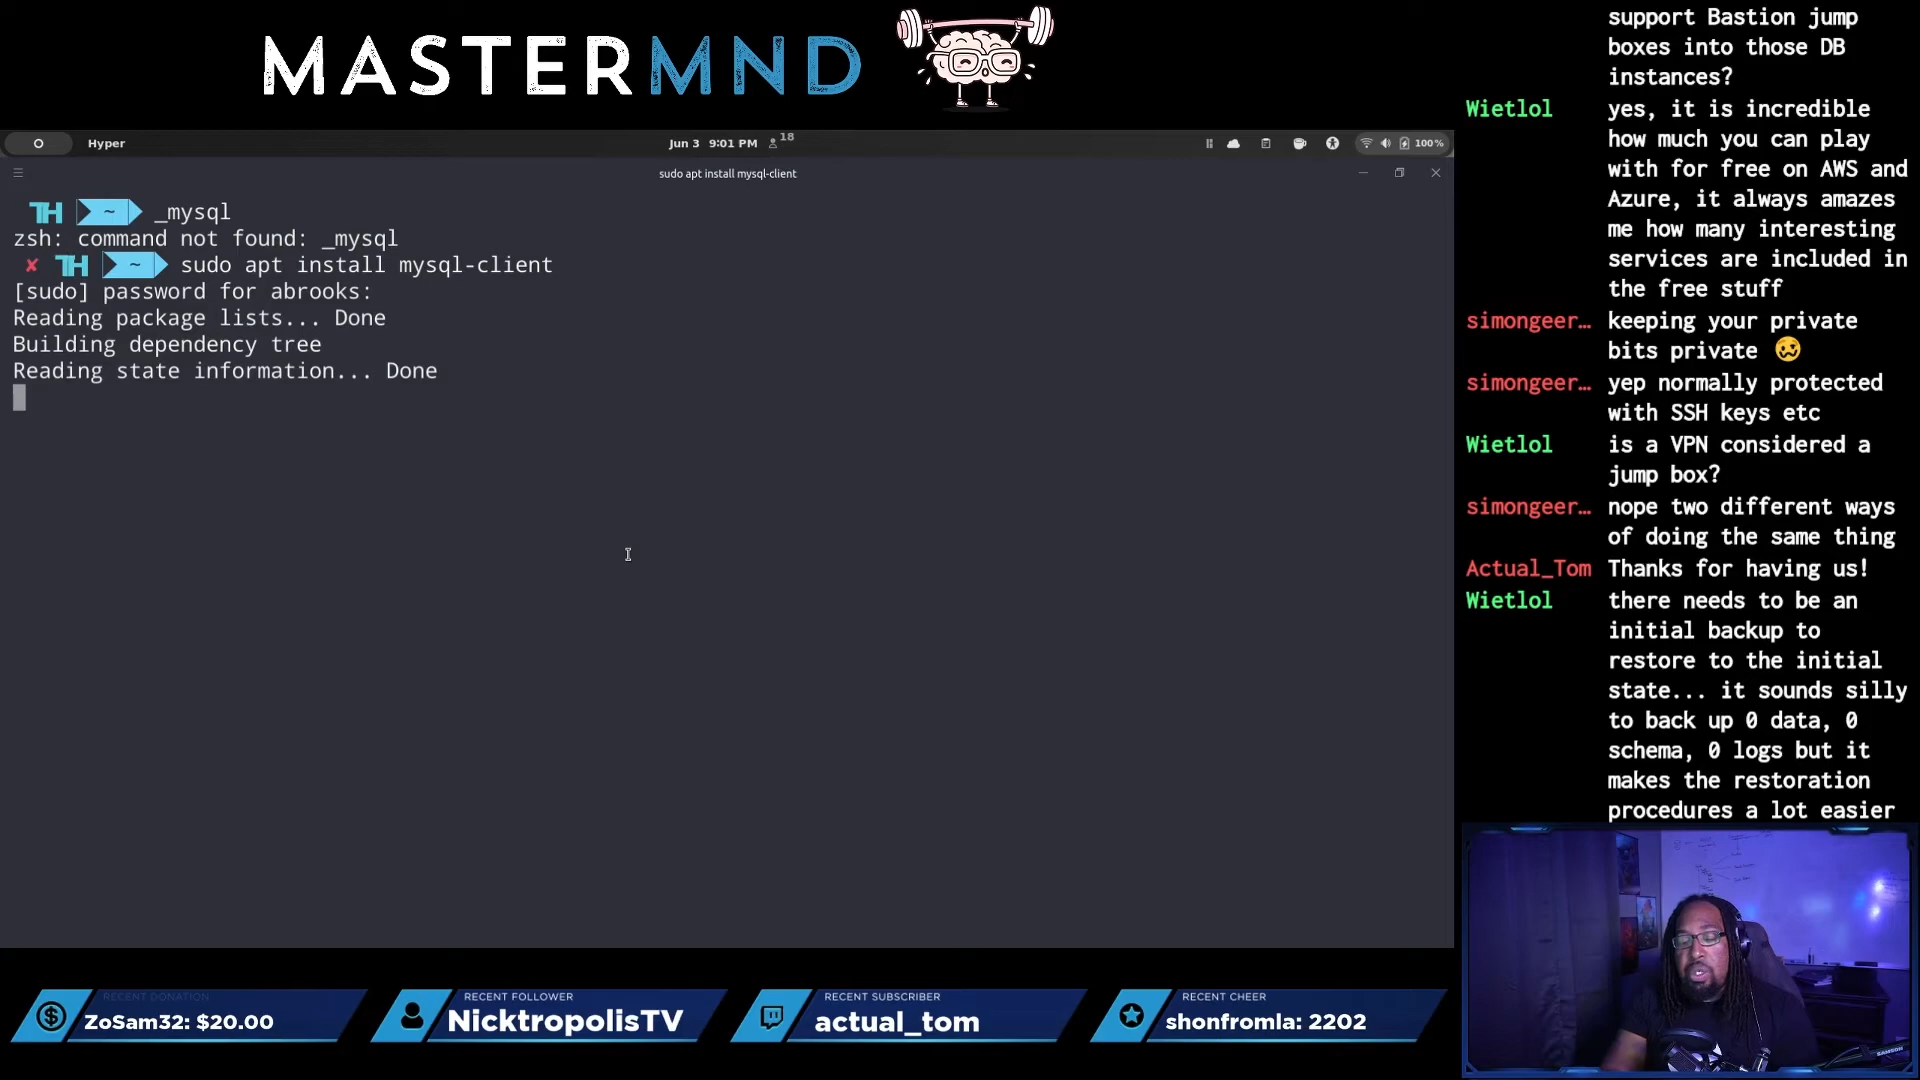 MASTERMND
Hyper
Jun 3 9:01 PM 18
100%
sudo apt install mysql-client
TH ~ _mysql
zsh: command not found: _mysql
✘ TH ~ sudo apt install mysql-client
[sudo] password for abrooks:
Reading package lists... Done
Building dependency tree
Reading state information... Done
support Bastion jump
boxes into those DB
instances?
Wietlol yes, it is incredible
how much you can play
with for free on AWS and
Azure, it always amazes
me how many interesting
services are included in
the free stuff
simongeer… keeping your private
bits private 🥴
simongeer… yep normally protected
with SSH keys etc
Wietlol is a VPN considered a
jump box?
simongeer… nope two different ways
of doing the same thing
Actual_Tom Thanks for having us!
Wietlol there needs to be an
initial backup to
restore to the initial
state... it sounds silly
to back up 0 data, 0
schema, 0 logs but it
makes the restoration
procedures a lot easier
RECENT DONATION
ZoSam32: $20.00
RECENT FOLLOWER
NicktropolisTV
RECENT SUBSCRIBER
actual_tom
RECENT CHEER
shonfromla: 2202
SAMSON